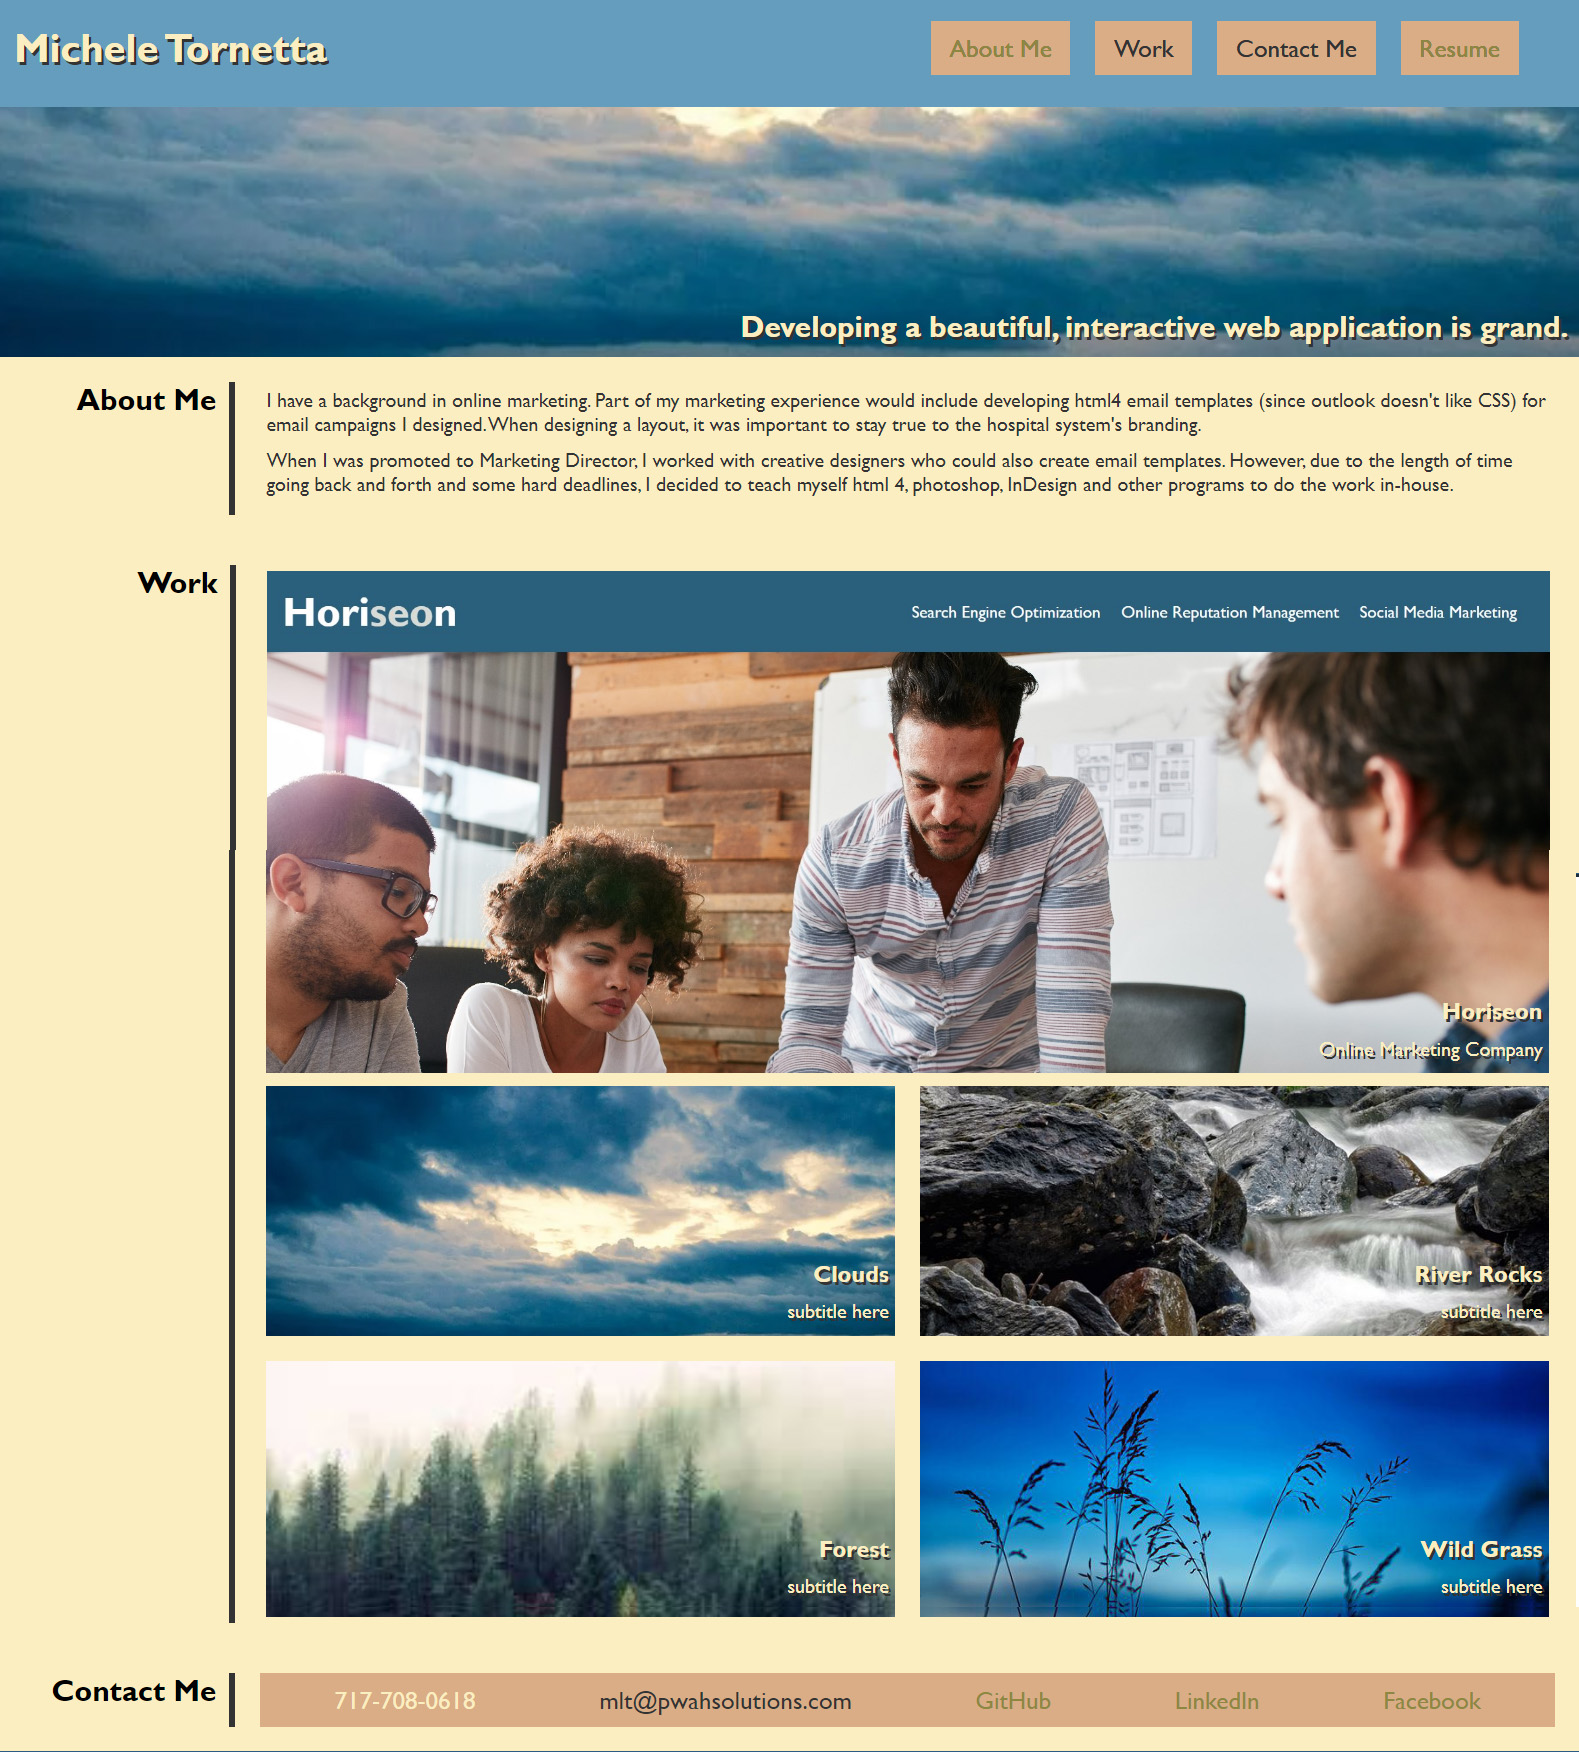 Michele Tornetta
About Me
Work
Contact Me
Resume
Developing a beautiful, interactive web application is grand.
About Me
I have a background in online marketing. Part of my marketing experience would include developing html4 email templates (since outlook doesn't like CSS) for
email campaigns I designed. When designing a layout, it was important to stay true to the hospital system's branding.
When I was promoted to Marketing Director, I worked with creative designers who could also create email templates. However, due to the length of time
going back and forth and some hard deadlines, I decided to teach myself html 4, photoshop, InDesign and other programs to do the work in-house.
Work
Horiseon
Search Engine Optimization
Online Reputation Management
Social Media Marketing
Horiseon
Online Marketing Company
Clouds
subtitle here
River Rocks
subtitle here
Forest
subtitle here
Wild Grass
subtitle here
Contact Me
717-708-0618
mlt@pwahsolutions.com
GitHub
LinkedIn
Facebook